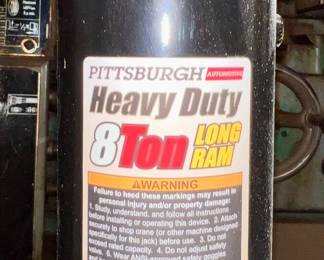 PITTSBURGH AUTOMOTIVE
Heavy Duty
8Ton LONG
RAM
WARNING
Failure to heed these markings may result in
personal injury and/or property damage.
1. Study, understand, and follow all instructions
before installing or operating this device. 2. Attach
securely to shop crane (or other machine designed
specifically for this jack) before use. 3. Do not
exceed rated capacity. 4. Do not adjust safety
valve. 5. Wear ANSI-approved safety goggles